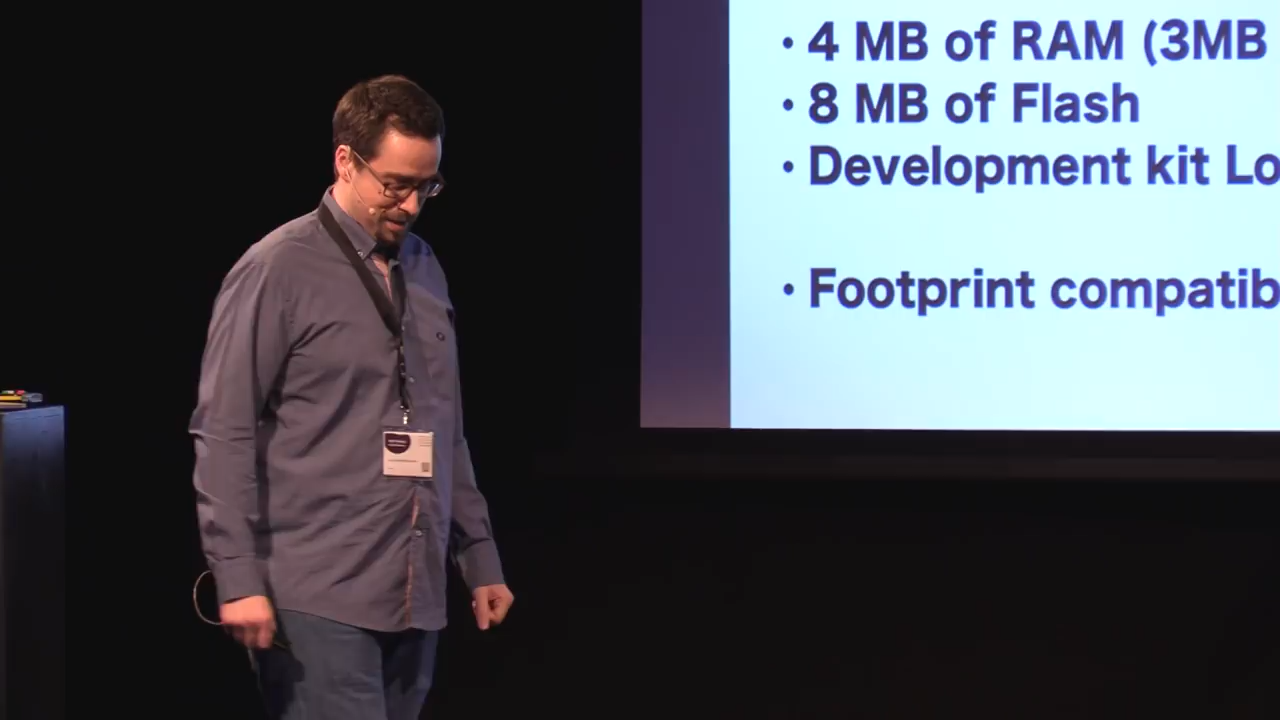 • 4 MB of RAM (3MB
• 8 MB of Flash
• Development kit Lo
• Footprint compatib